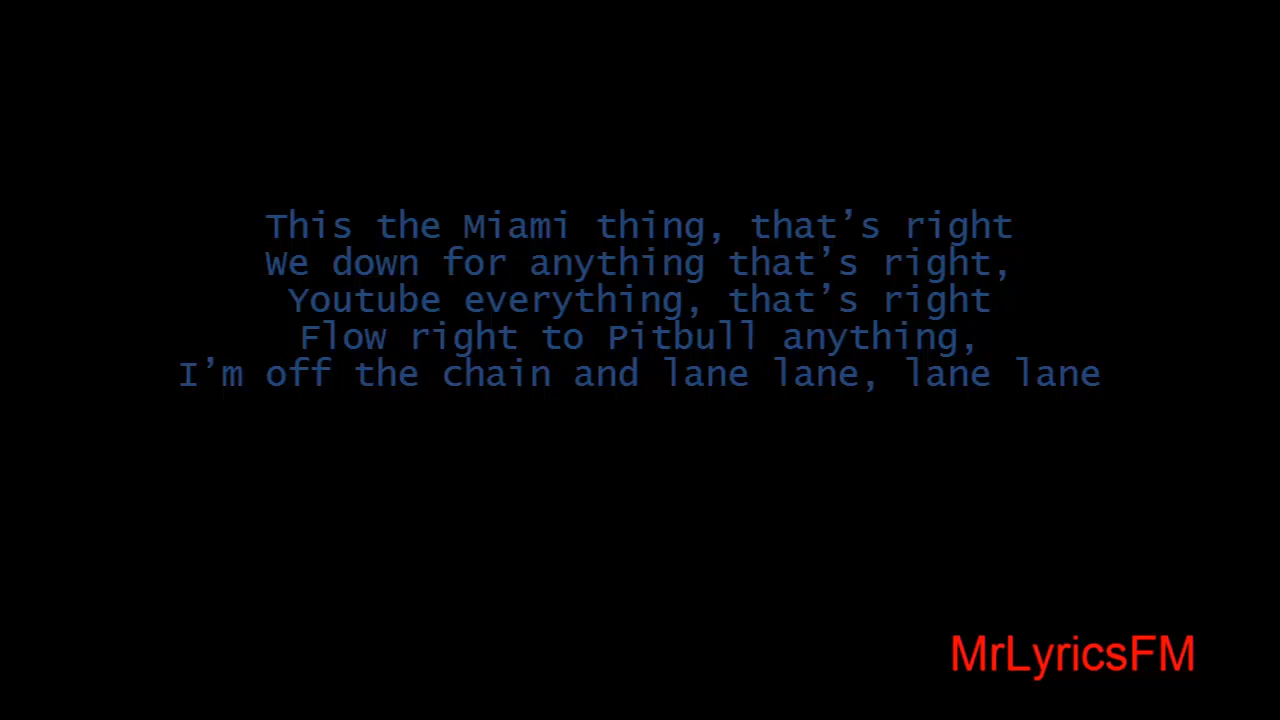 This the Miami thing, that’s right
We down for anything that’s right,
Youtube everything, that’s right
Flow right to Pitbull anything,
I’m off the chain and lane lane, lane lane
MrLyricsFM